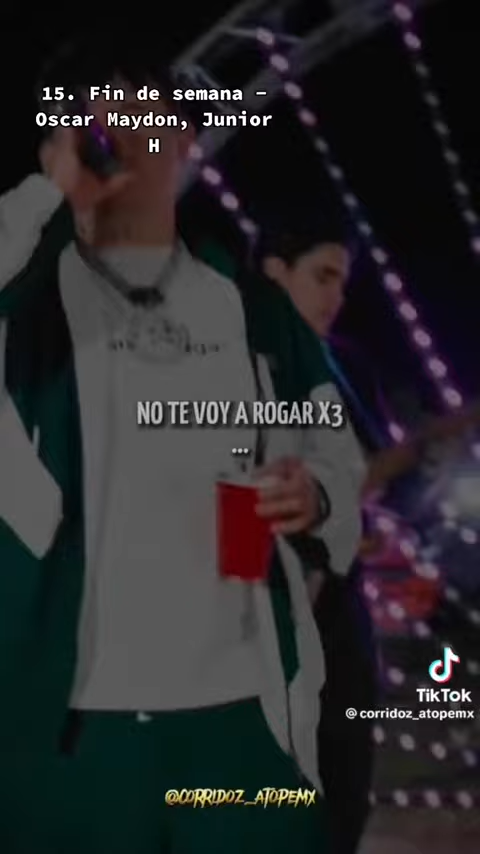 15. Fin de semana -
Oscar Maydon, Junior
H
NO TE VOY A ROGAR X3
...
TikTok
@corridoz_atopemx
@CORRIDOZ_ATOPEMX